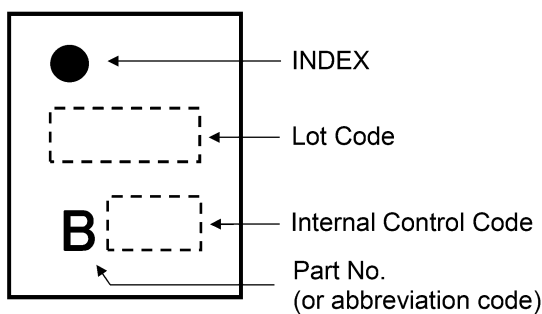 INDEX
Lot Code
B
Internal Control Code
Part No.
(or abbreviation code)